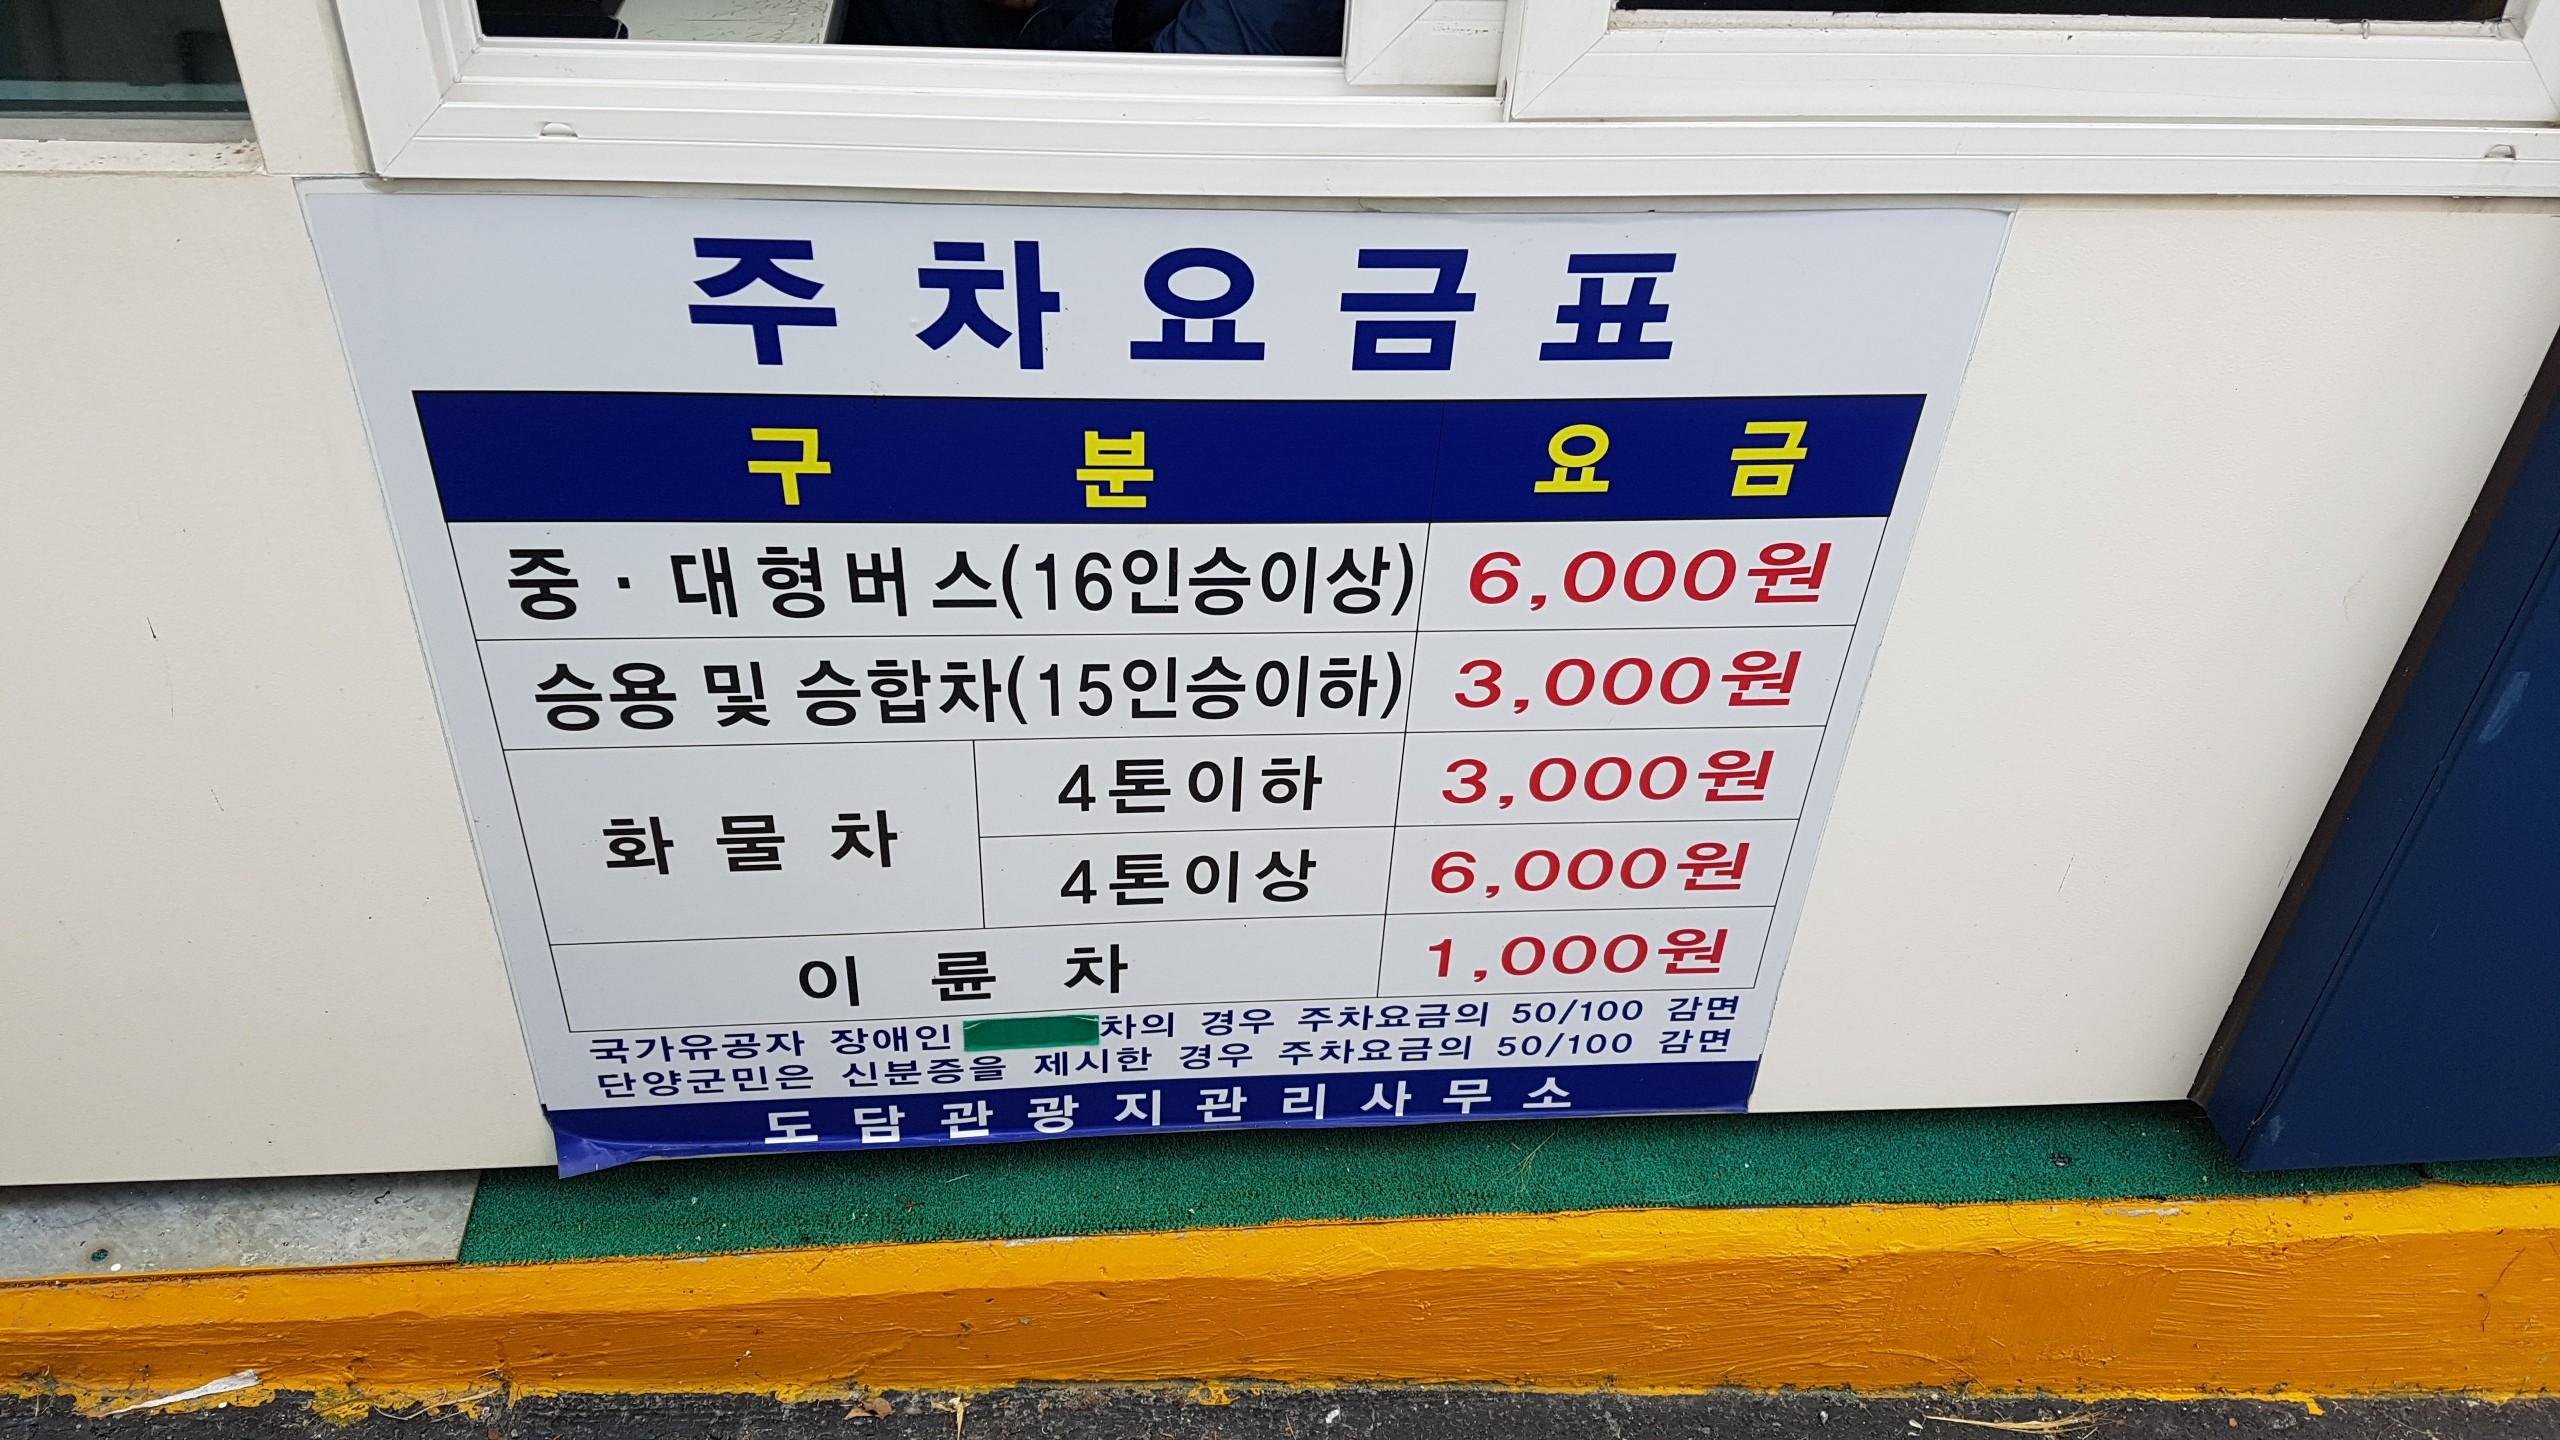 주차요금표
구분 요금
중·대형버스(16인승이상) 6,000원
승용 및 승합차(15인승이하) 3,000원
화물차 4톤이하 3,000원
4톤이상 6,000원
이륜차 1,000원
국가유공자 장애인 차의 경우 주차요금의 50/100 감면
단양군민은 신분증을 제시한 경우 주차요금의 50/100 감면
도담관광지관리사무소